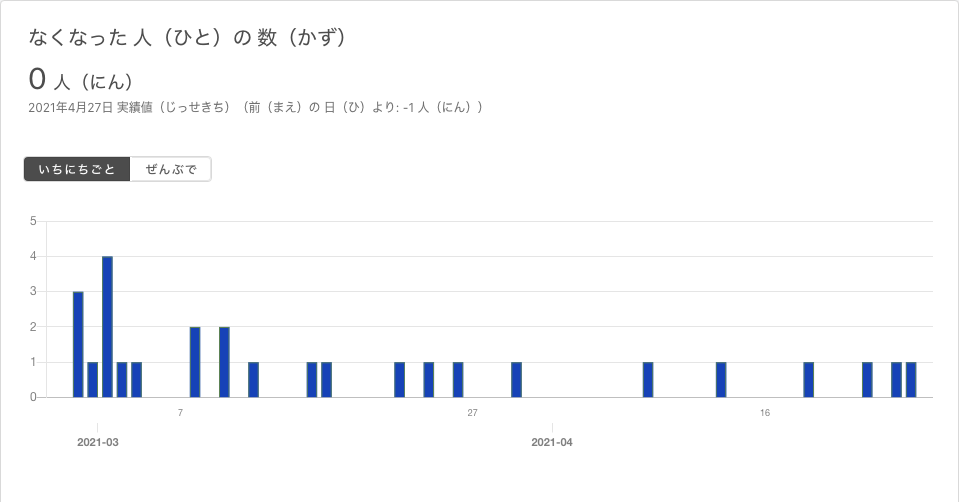 なくなった 人（ひと）の 数（かず）
0 人（にん）
2021年4月27日 実績値（じっせきち）（前（まえ）の 日（ひ）より: -1 人（にん））
いちにちごと ぜんぶで
5
4
3
2
1
0
7 27 16
2021-03 2021-04